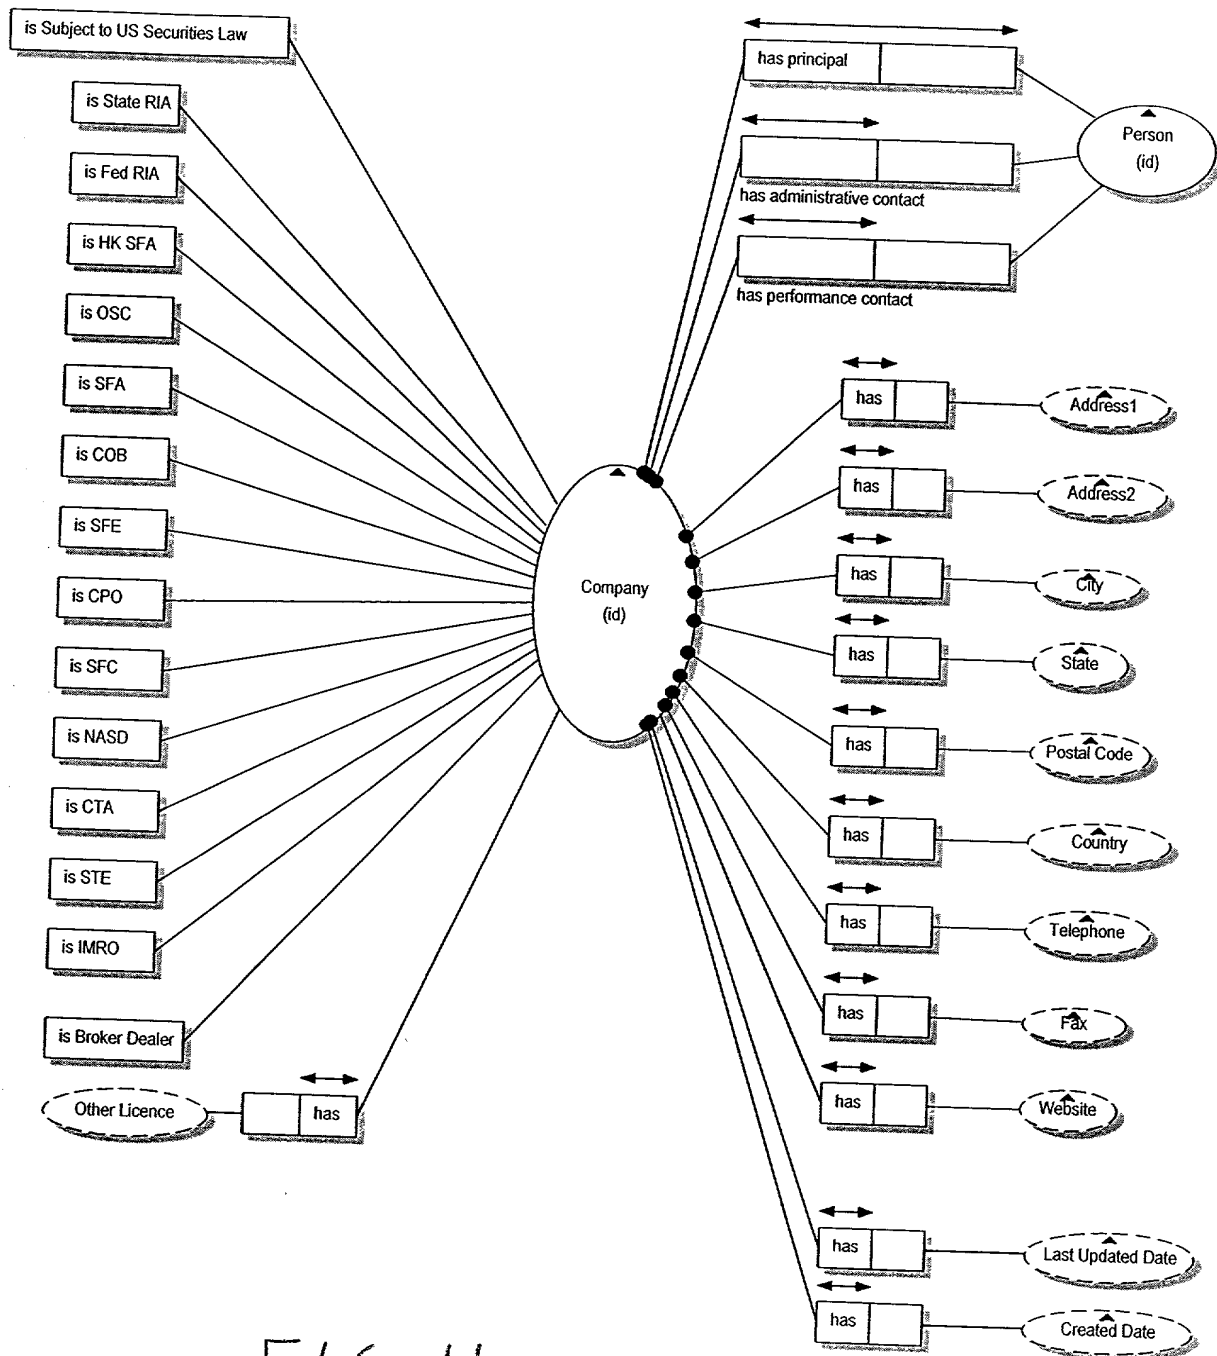 is Subject to US Securities Law
is State RIA
is Fed RIA
is HK SFA
is OSC
is SFA
is COB
is SFE
is CPO
is SFC
is NASD
is CTA
is STE
is IMRO
is Broker Dealer
Other Licence
has
Company
(id)
has principal
Person
(id)
has administrative contact
has performance contact
has
Address1
has
Address2
has
City
has
State
has
Postal Code
has
Country
has
Telephone
has
Fax
has
Website
has
Last Updated Date
has
Created Date